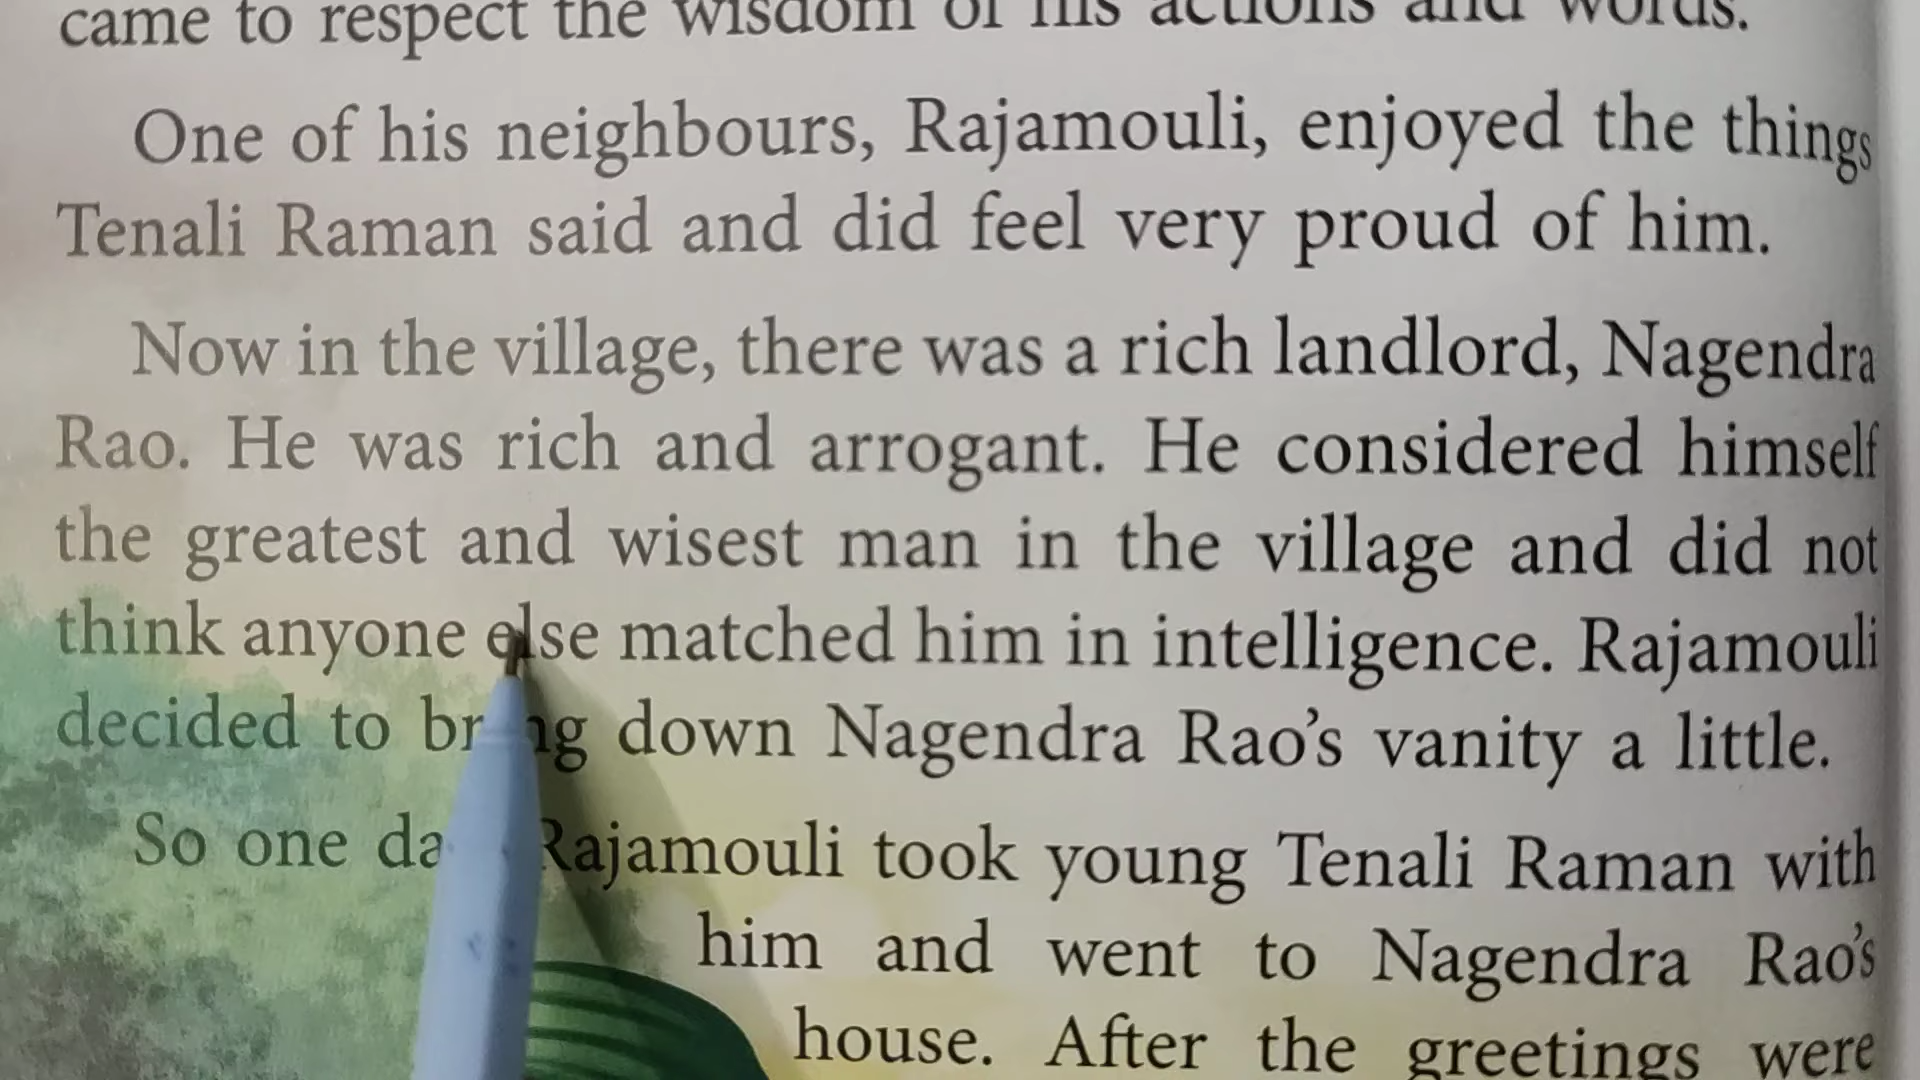 came to respect the wisdom of his actions and words.
One of his neighbours, Rajamouli, enjoyed the things
Tenali Raman said and did feel very proud of him.
Now in the village, there was a rich landlord, Nagendra
Rao. He was rich and arrogant. He considered himself
the greatest and wisest man in the village and did not
think anyone else matched him in intelligence. Rajamouli
decided to bring down Nagendra Rao's vanity a little.
So one day Rajamouli took young Tenali Raman with
him and went to Nagendra Rao's
house. After the greetings were